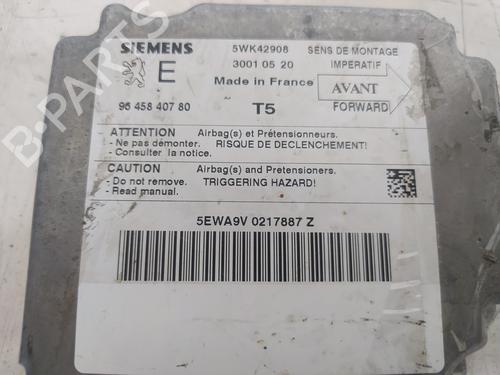 SIEMENS 5WK42908 SENS DE MONTAGE
E 3001 05 20 IMPERATIF
Made in France AVANT
96 458 407 80 T5 FORWARD
ATTENTION Airbag(s) et Prétensionneurs.
- Ne pas démonter. RISQUE DE DECLENCHEMENT!
- Consulter la notice.
CAUTION Airbag(s) and Pretensioners.
- Do not remove. TRIGGERING HAZARD!
- Read manual.
5EWA9V 0217887 Z
B-PARTS